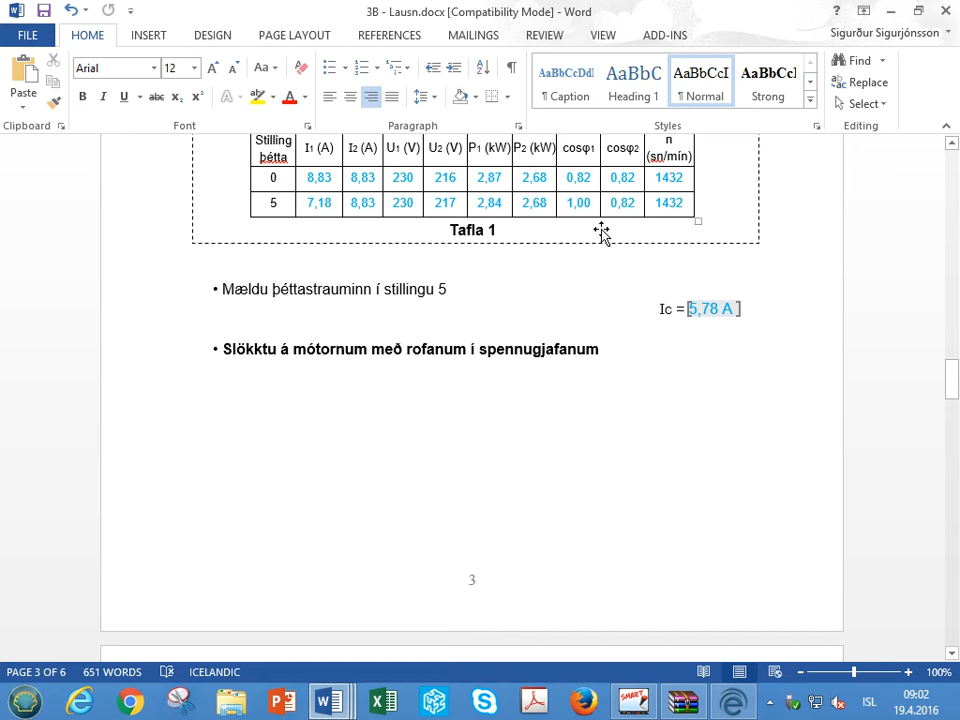 3B - Lausn.docx [Compatibility Mode] - Word
FILE HOME INSERT DESIGN PAGE LAYOUT REFERENCES MAILINGS REVIEW VIEW ADD-INS Sigurður Sigurjónsson
Paste
Clipboard
Arial 12
Font
Paragraph
AaBbCcDdI AaBbC AaBbCcI AaBbCcI
¶ Caption Heading 1 ¶ Normal Strong
Styles
Find
Replace
Select
Editing
Stilling þétta I1 (A) I2 (A) U1 (V) U2 (V) P1 (kW) P2 (kW) cosφ1 cosφ2 n (sn/mín)
0 8,83 8,83 230 216 2,87 2,68 0,82 0,82 1432
5 7,18 8,83 230 217 2,84 2,68 1,00 0,82 1432
Tafla 1
• Mældu þéttastrauminn í stillingu 5
IC = [5,78 A ]
• Slökktu á mótornum með rofanum í spennugjafanum
3
PAGE 3 OF 6 651 WORDS ICELANDIC 100%
ISL
09:02
19.4.2016